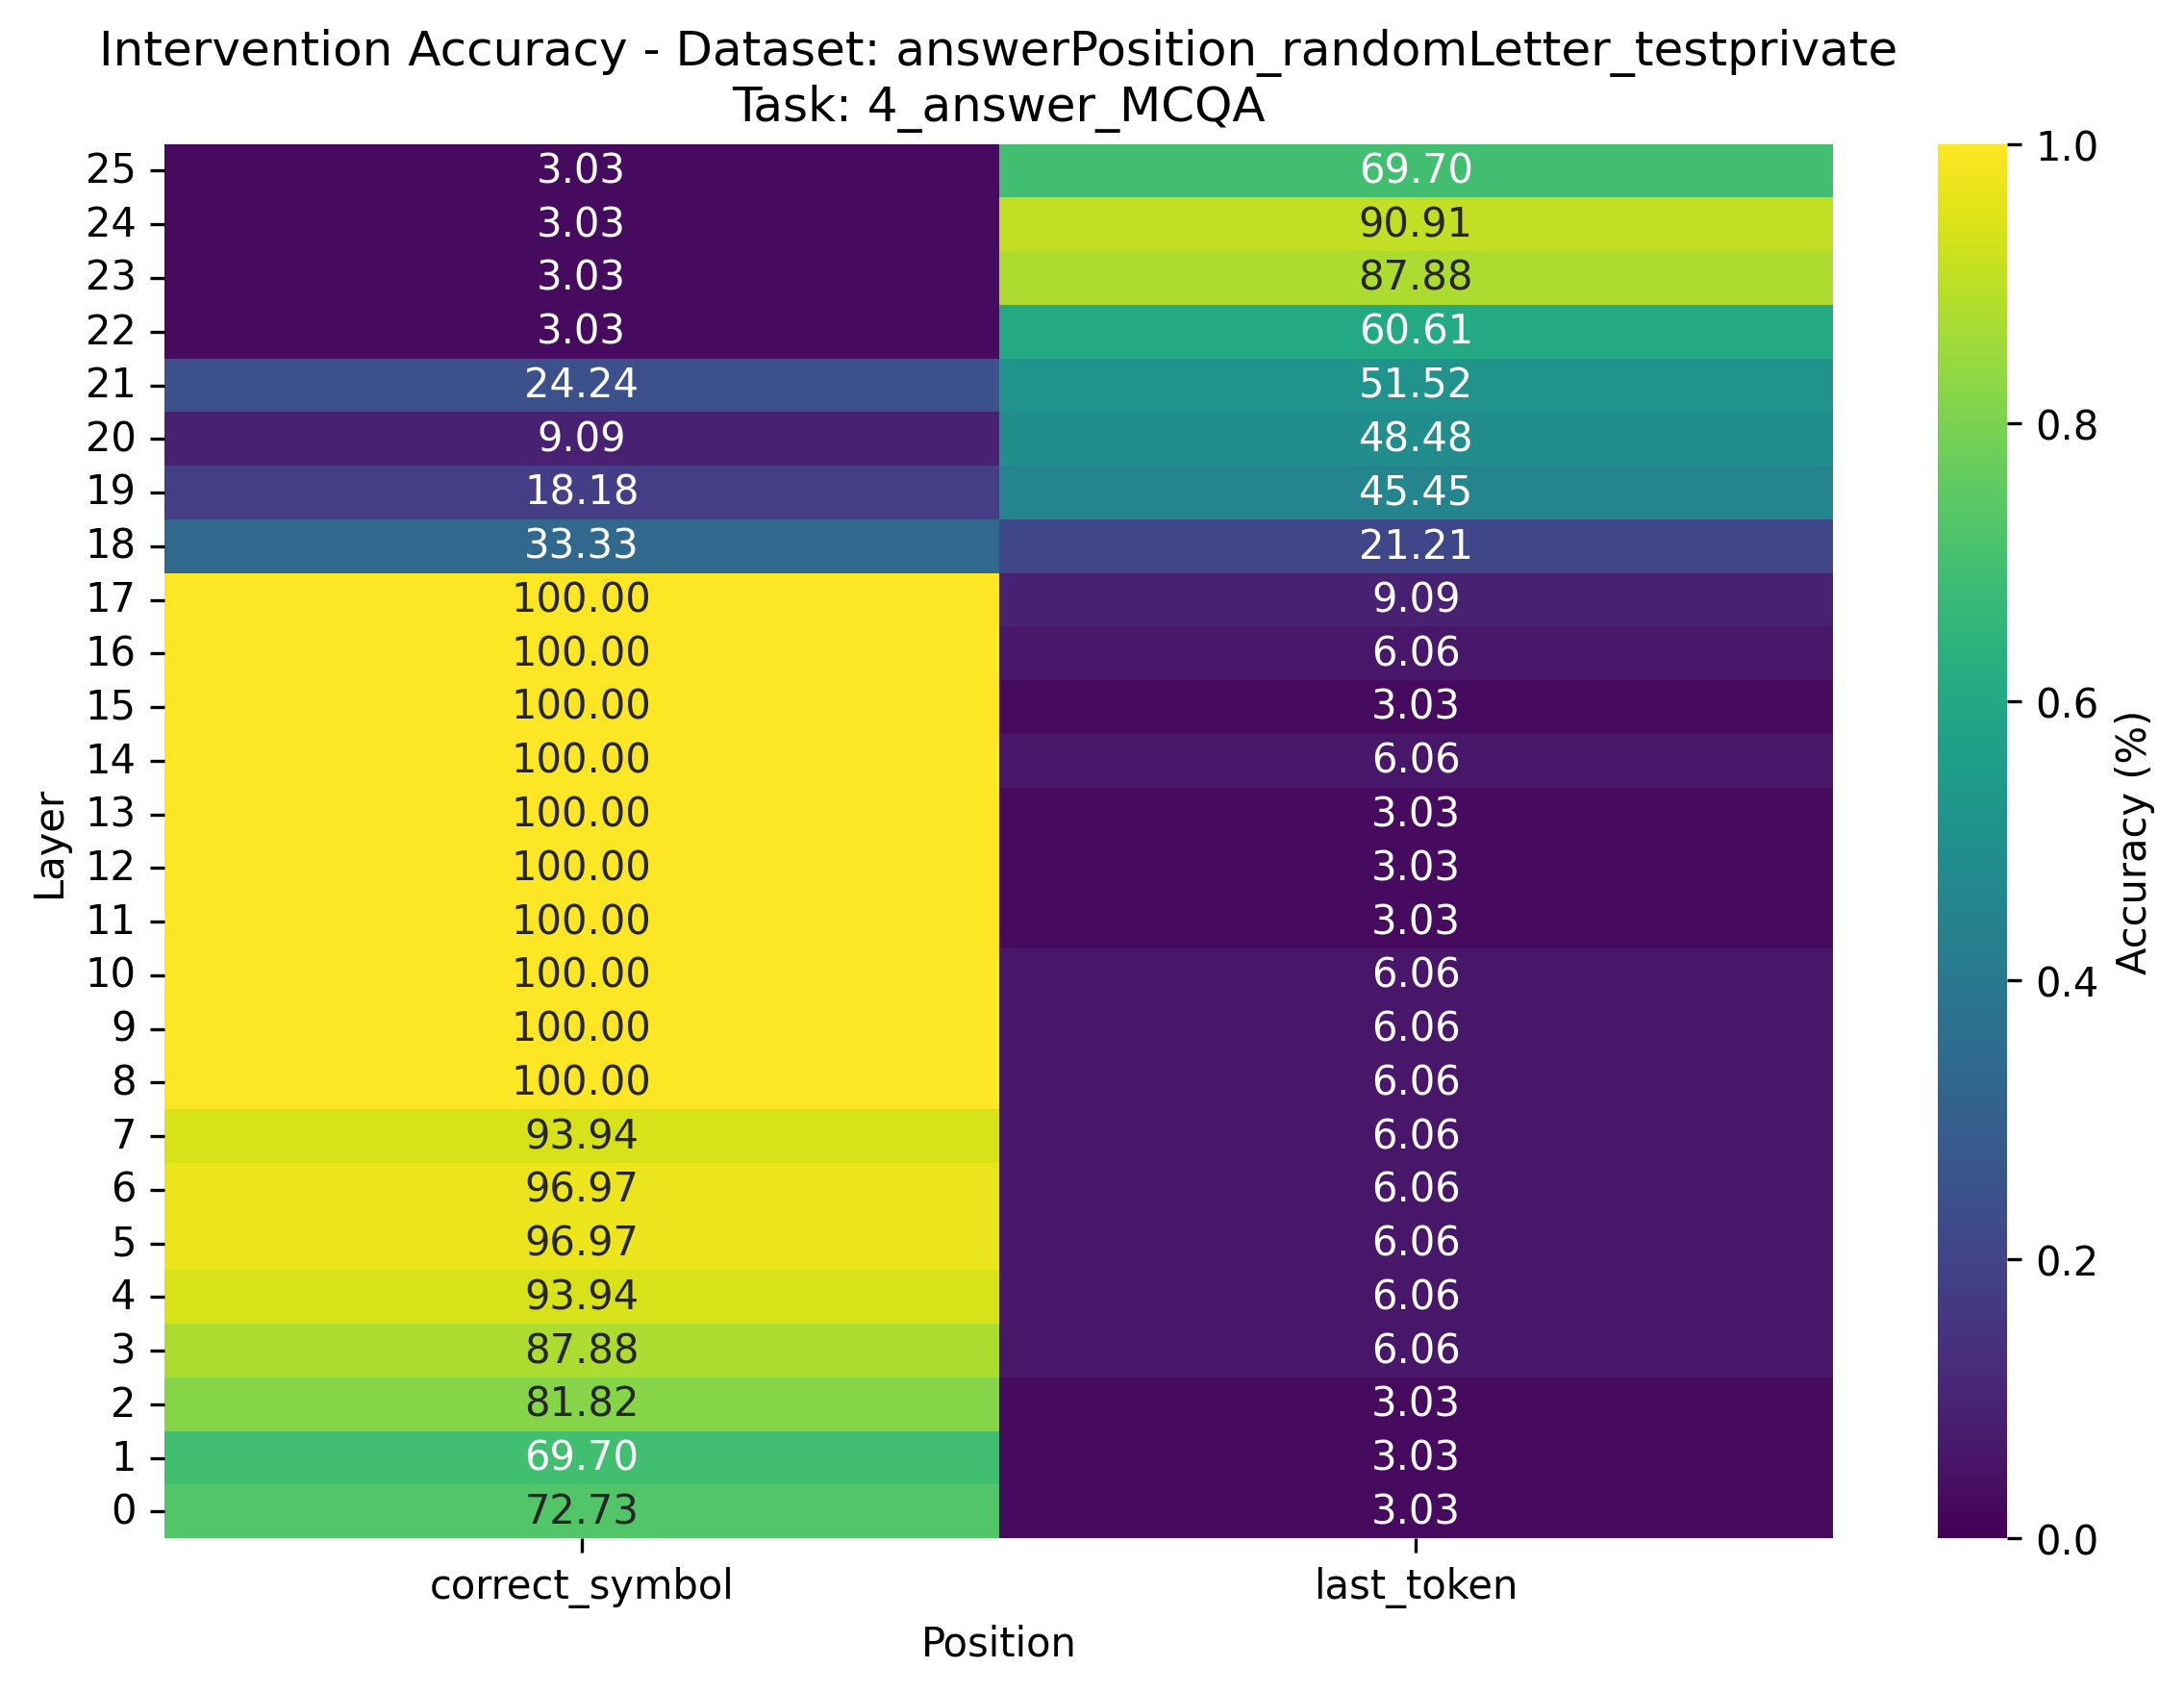 Intervention Accuracy - Dataset: answerPosition_randomLetter_testprivate
Task: 4_answer_MCQA
25 3.03 69.70
24 3.03 90.91
23 3.03 87.88
22 3.03 60.61
21 24.24 51.52
20 9.09 48.48
19 18.18 45.45
18 33.33 21.21
17 100.00 9.09
16 100.00 6.06
15 100.00 3.03
14 100.00 6.06
13 100.00 3.03
12 100.00 3.03
11 100.00 3.03
10 100.00 6.06
9 100.00 6.06
8 100.00 6.06
7 93.94 6.06
6 96.97 6.06
5 96.97 6.06
4 93.94 6.06
3 87.88 6.06
2 81.82 3.03
1 69.70 3.03
0 72.73 3.03
correct_symbol last_token
Position
Layer
1.0
0.8
0.6
0.4
0.2
0.0
Accuracy (%)